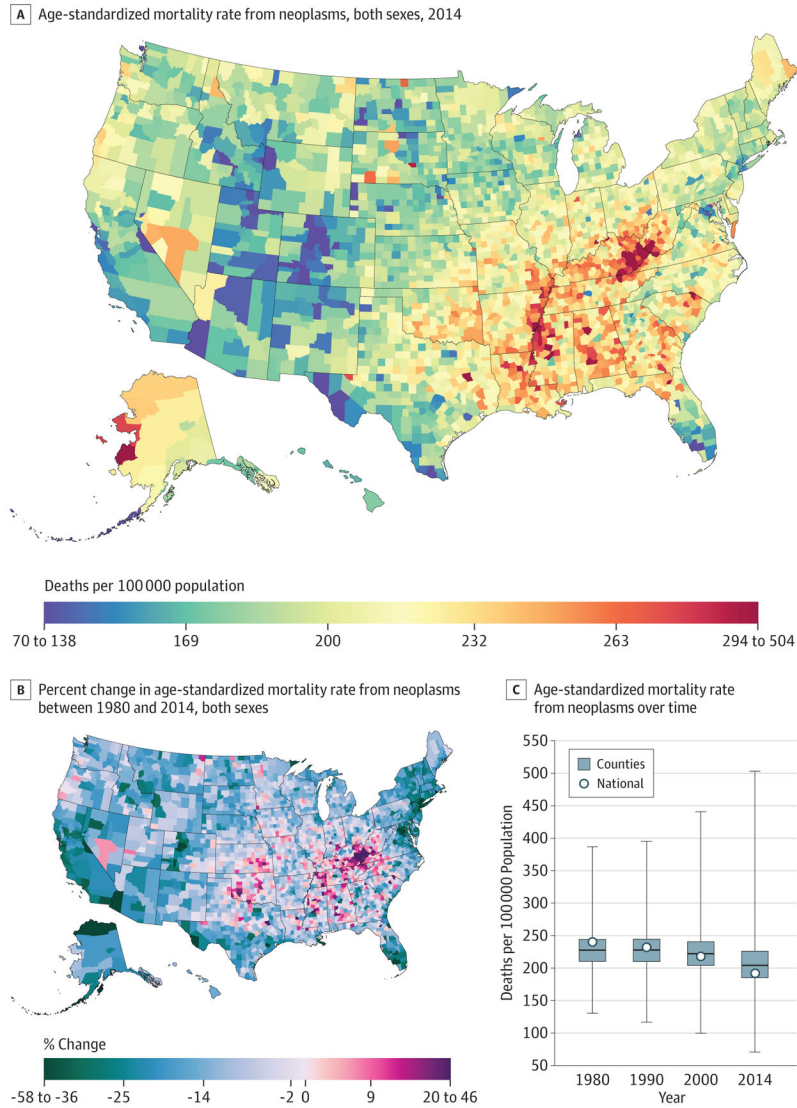 A Age-standardized mortality rate from neoplasms, both sexes, 2014
Deaths per 100 000 population
70 to 138 169 200 232 263 294 to 504
B Percent change in age-standardized mortality rate from neoplasms
between 1980 and 2014, both sexes
% Change
-58 to -36 -25 -14 -2 0 9 20 to 46
C Age-standardized mortality rate
from neoplasms over time
Counties
National
Deaths per 100 000 Population
550
500
450
400
350
300
250
200
150
100
50
1980 1990 2000 2014
Year